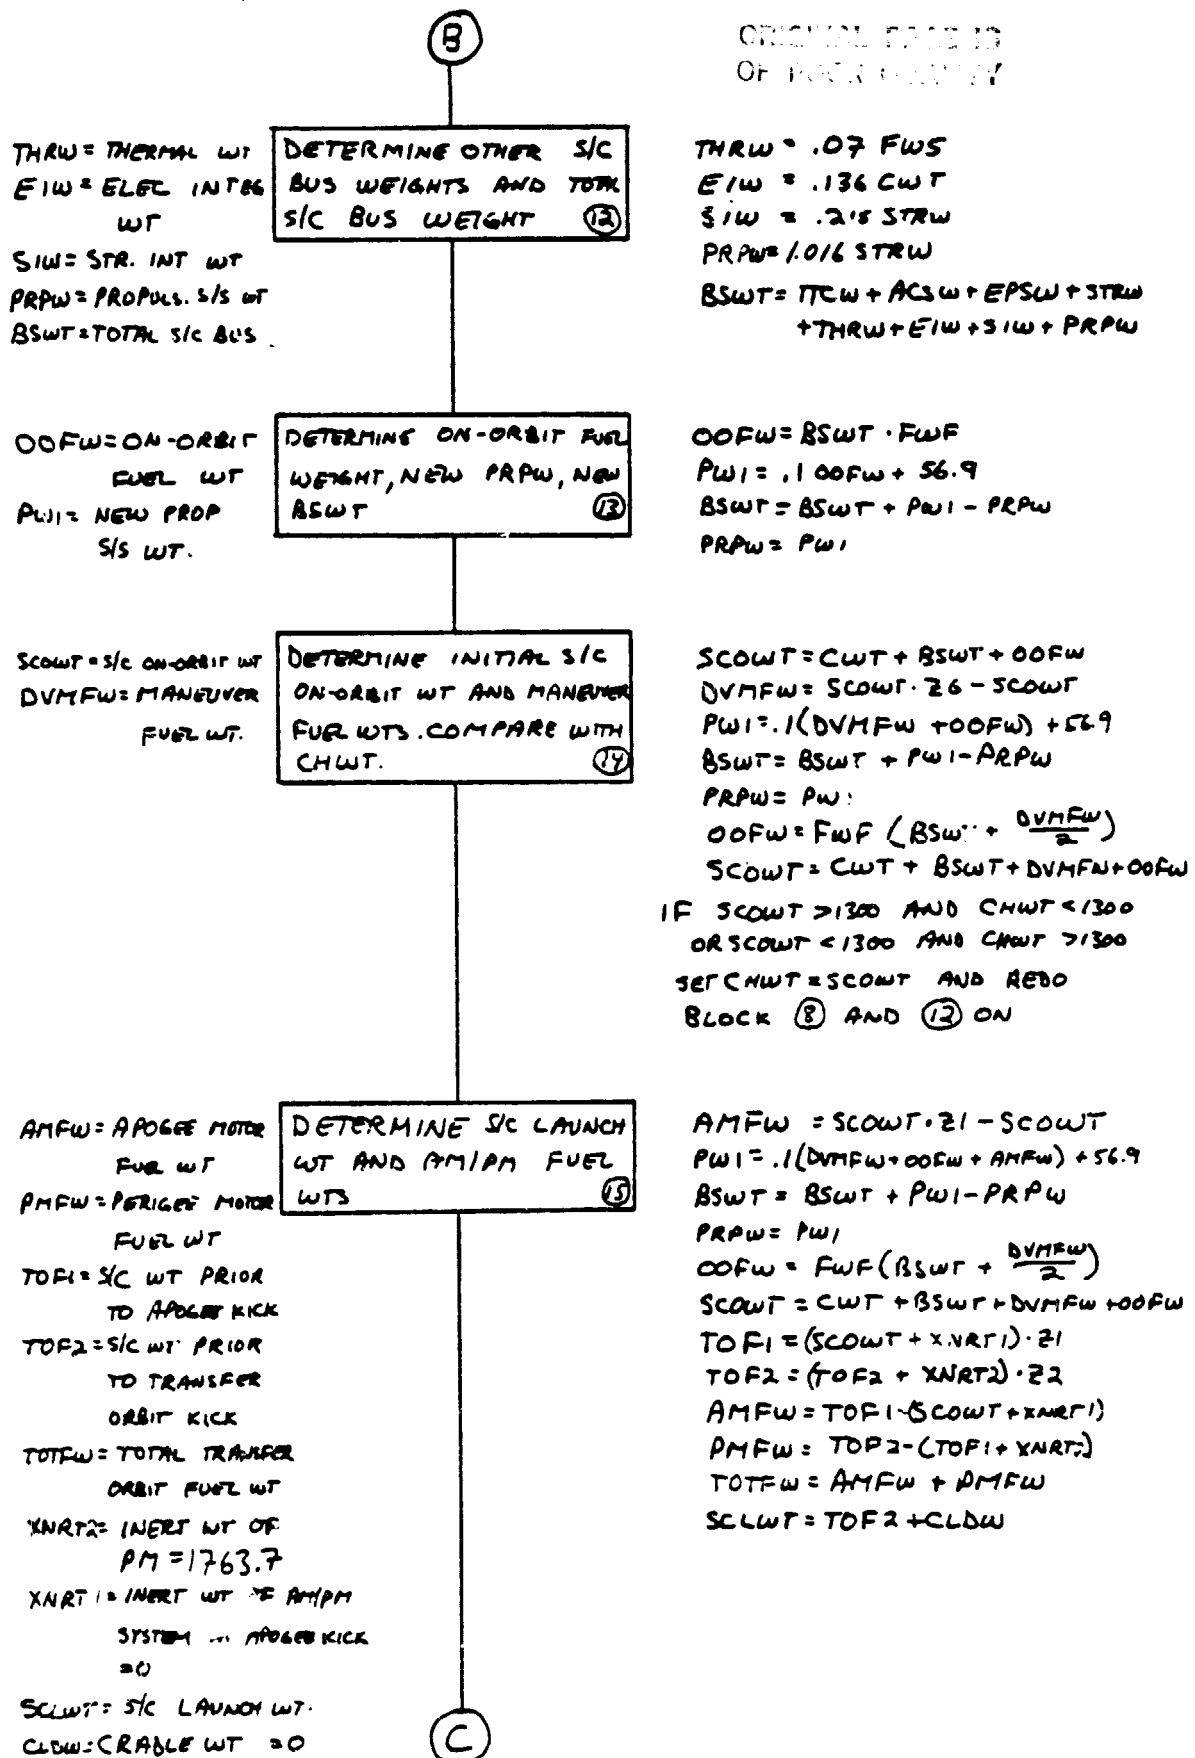 B
OF
THRW = THERMAL WT
EIW = ELEC INTEG
WT
SIW = STR. INT WT
PRPW = PROPULS. S/S WT
BSWT = TOTAL S/C BUS
DETERMINE OTHER S/C
BUS WEIGHTS AND TOTAL
S/C BUS WEIGHT 12
THRW = .07 FWS
EIW = .136 CWT
SIW = STRW
PRPW = 1.016 STRW
BSWT = TTCW + ACSW + EPSW + STRW
+ THRW + EIW + SIW + PRPW
OOFW = ON-ORBIT
FUEL WT
PW1 = NEW PROP
S/S WT.
DETERMINE ON-ORBIT FUEL
WEIGHT, NEW PRPW, NEW
BSWT 13
OOFW = BSWT · FWF
PW1 = .1 OOFW + 56.9
BSWT = BSWT + PW1 - PRPW
PRPW = PW1
SCOWT = S/C ON-ORBIT WT
DVMFW = MANEUVER
FUEL WT.
DETERMINE INITIAL S/C
ON-ORBIT WT AND MANEUVER
FUEL WTS. COMPARE WITH
CHWT. 14
SCOWT = CWT + BSWT + OOFW
DVMFW = SCOWT · Z6 - SCOWT
PW1 = .1(DVMFW + OOFW) + 56.9
BSWT = BSWT + PW1 - PRPW
PRPW =
OOFW = FWF ( + DVMFW/2)
SCOWT = CWT + BSWT + DVMFW + OOFW
IF SCOWT > 1300 AND CHWT < 1300
OR SCOWT < 1300 AND CHWT > 1300
SET CHWT = SCOWT AND REDO
BLOCK 8 AND 12 ON
AMFW = APOGEE MOTOR
FUEL WT
PMFW = PERIGEE MOTOR
FUEL WT
TOF1 = S/C WT PRIOR
TO APOGEE KICK
TOF2 = S/C WT PRIOR
TO TRANSFER
ORBIT KICK
TOTFW = TOTAL TRANSFER
ORBIT FUEL WT
XNRT2 = INERT WT OF
PM = 1763.7
XNRT1 = INERT WT AM/PM
SYSTEM APOGEE KICK
= 0
SCLWT = S/C LAUNCH WT.
CLDW = CRADLE WT = 0
DETERMINE S/C LAUNCH
WT AND AM/PM FUEL
WTS 15
AMFW = SCOWT · Z1 - SCOWT
PW1 = .1(DVMFW + OOFW + AMFW) + 56.9
BSWT = BSWT + PW1 - PRPW
PRPW = PW1
OOFW = FWF(BSWT + DVMFW/2)
SCOWT = CWT + BSWT + DVMFW + OOFW
TOF1 = (SCOWT + XNRT1) · Z1
TOF2 = (TOF2 + XNRT2) · Z2
AMFW = TOF1 - (SCOWT + XNRT1)
PMFW = TOF2 - (TOF1 + XNRT2)
TOTFW = AMFW + PMFW
SCLWT = TOF2 + CLDW
C